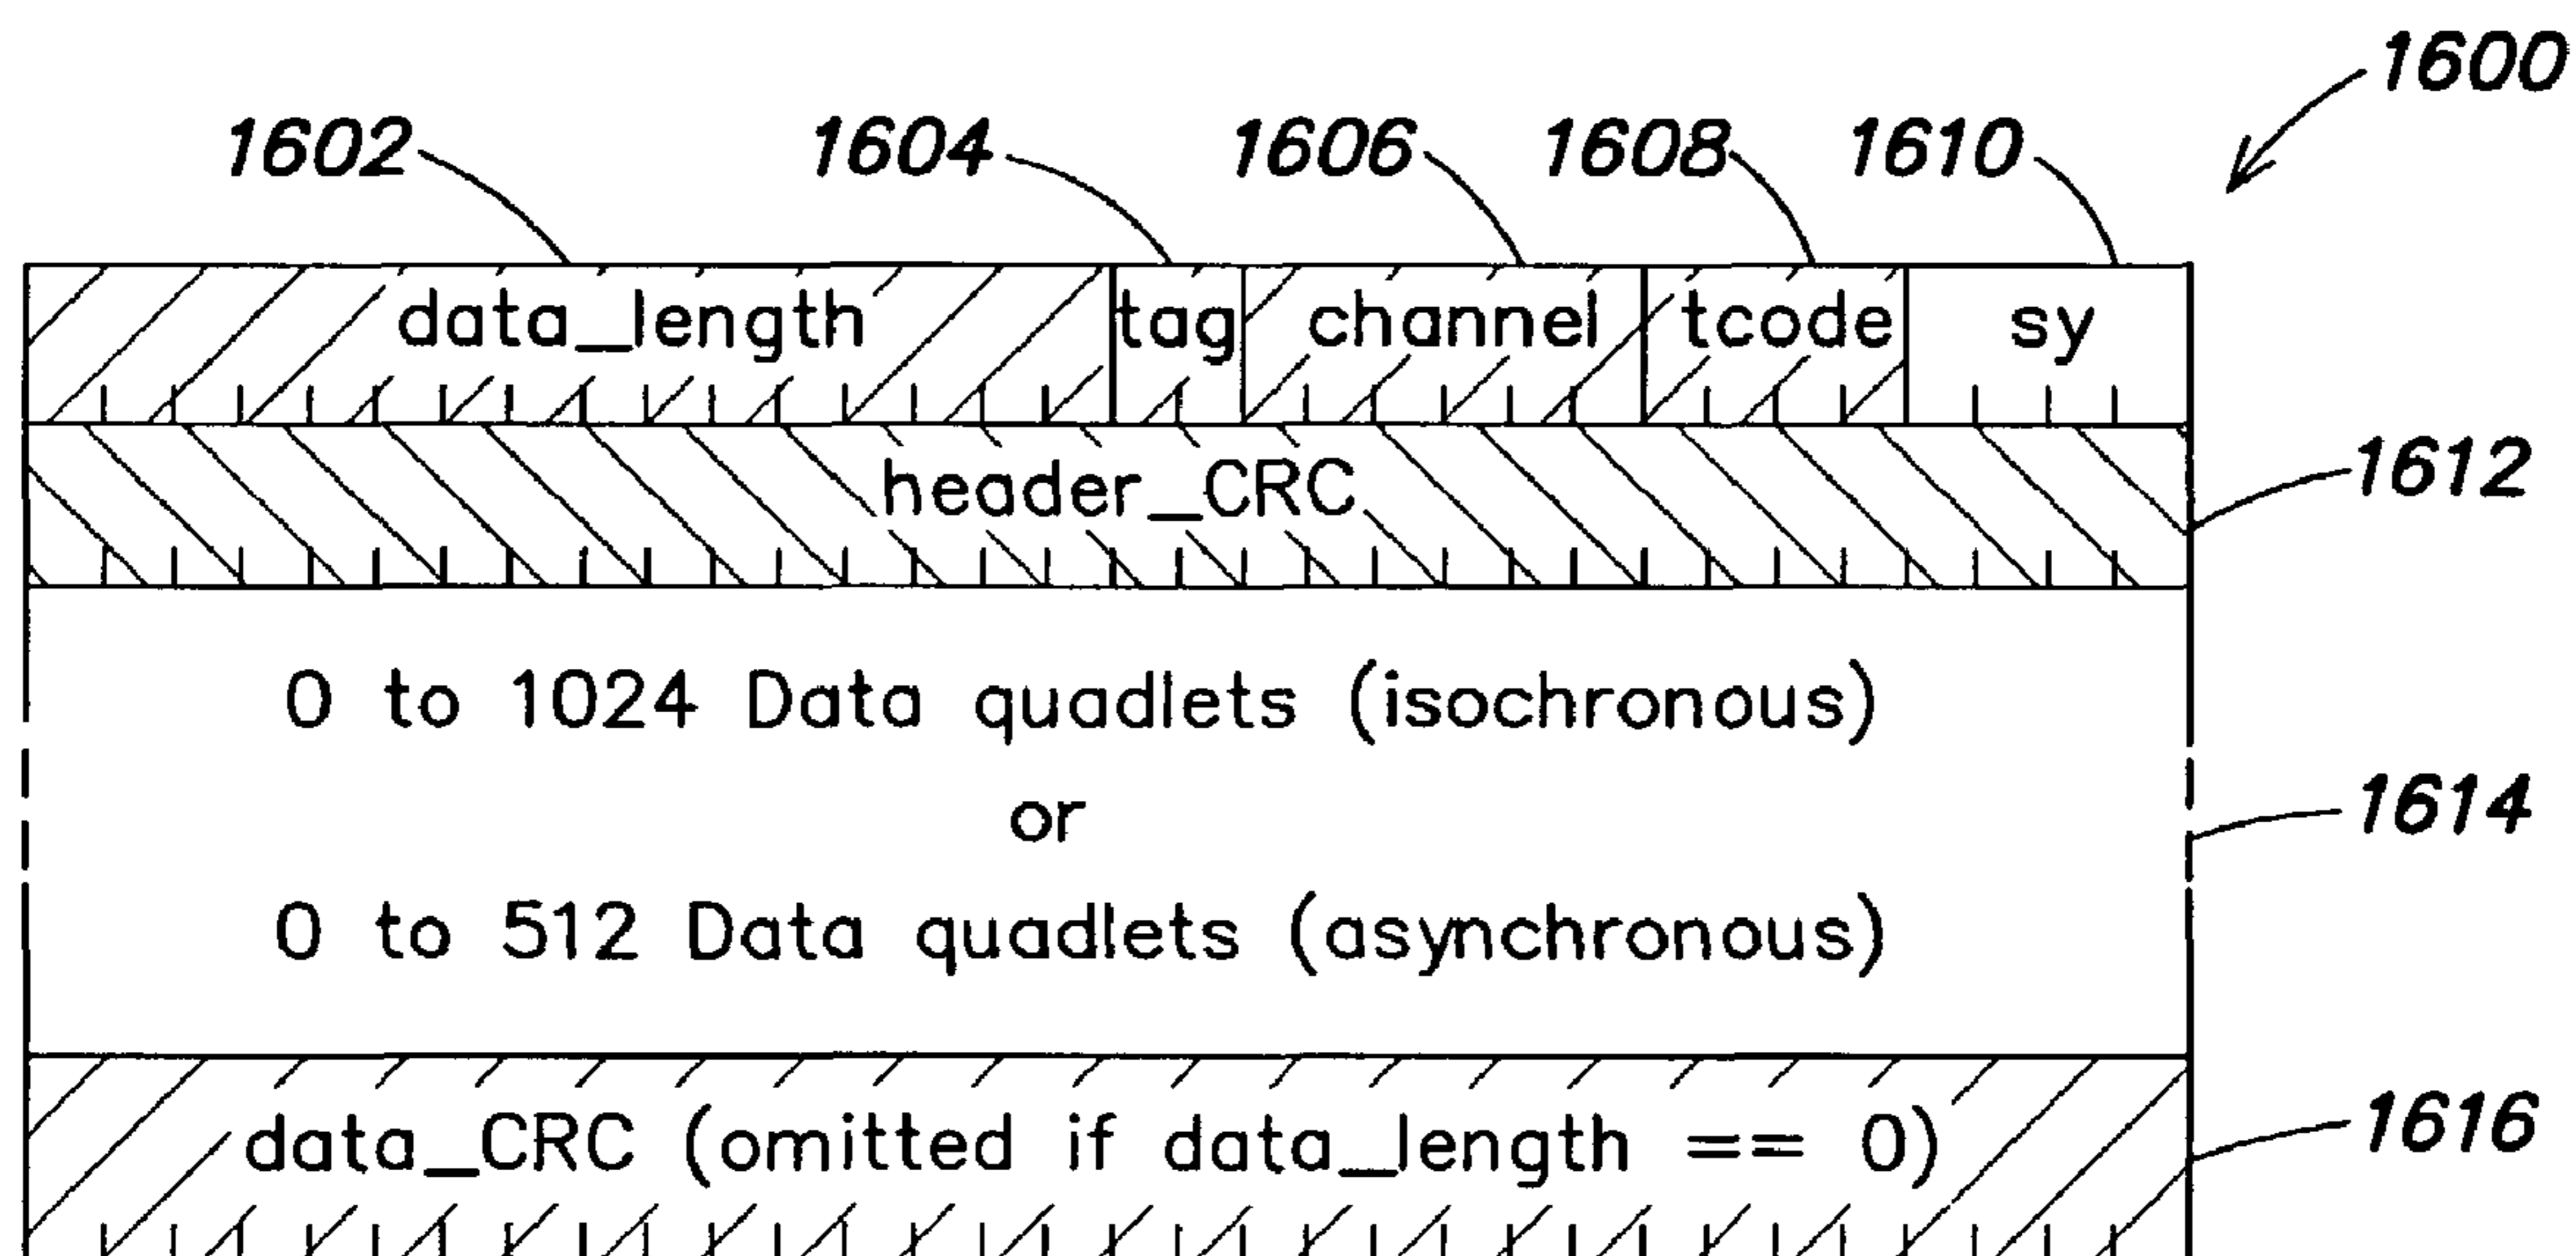 1600
1602 1604 1606 1608 1610
data_length tag channel tcode sy
header_CRC
1612
0 to 1024 Data quadlets (isochronous)
or
1614
0 to 512 Data quadlets (asynchronous)
data_CRC (omitted if data_length == 0)
1616